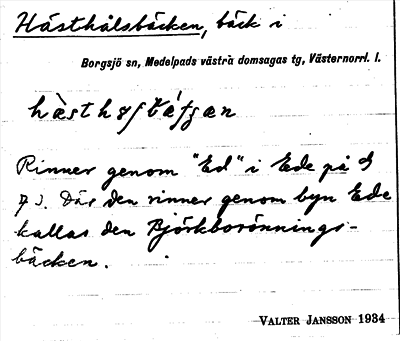 Hästhålsbäcken, bäck i
Borgsjö sn, Medelpads västra domsagas tg, Västernorrl. l.
Rinner genom "Ed" i Ede på
Där den rinner genom byn Ede
kallas den Björkborönnings-
bäcken.
VALTER JANSSON 1934